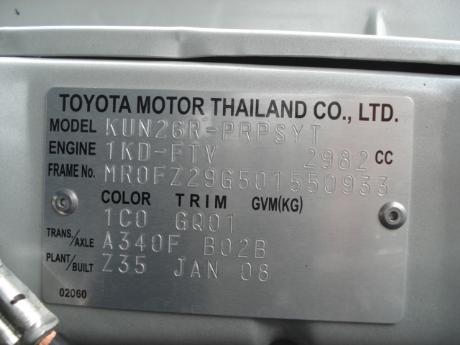 TOYOTA MOTOR THAILAND CO., LTD.
MODEL KUN26R-PRPSYT
ENGINE 1KD-FTV 2982 CC
FRAME No. MR0FZ29G501550933
COLOR TRIM GVM(KG)
1C0 GQ01
TRANS./AXLE A340F B02B
PLANT/BUILT Z35 JAN 06
02060